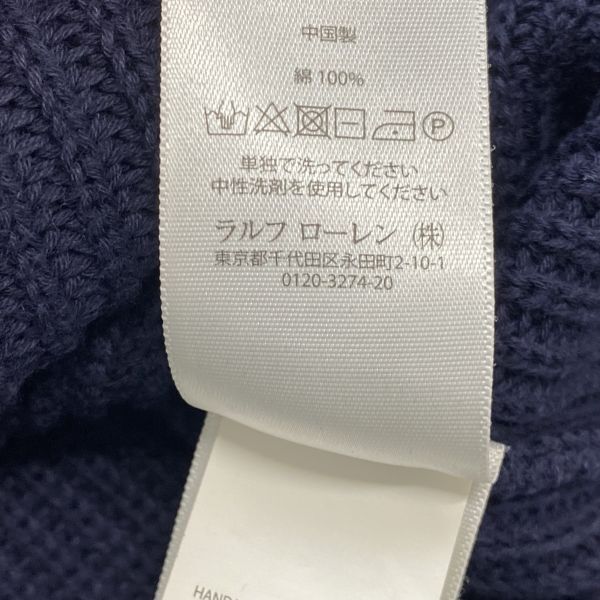 中国製
綿 100%
単独で洗ってください
中性洗剤を使用してください
ラルフ ローレン (株)
東京都千代田区永田町2-10-1
0120-3274-20